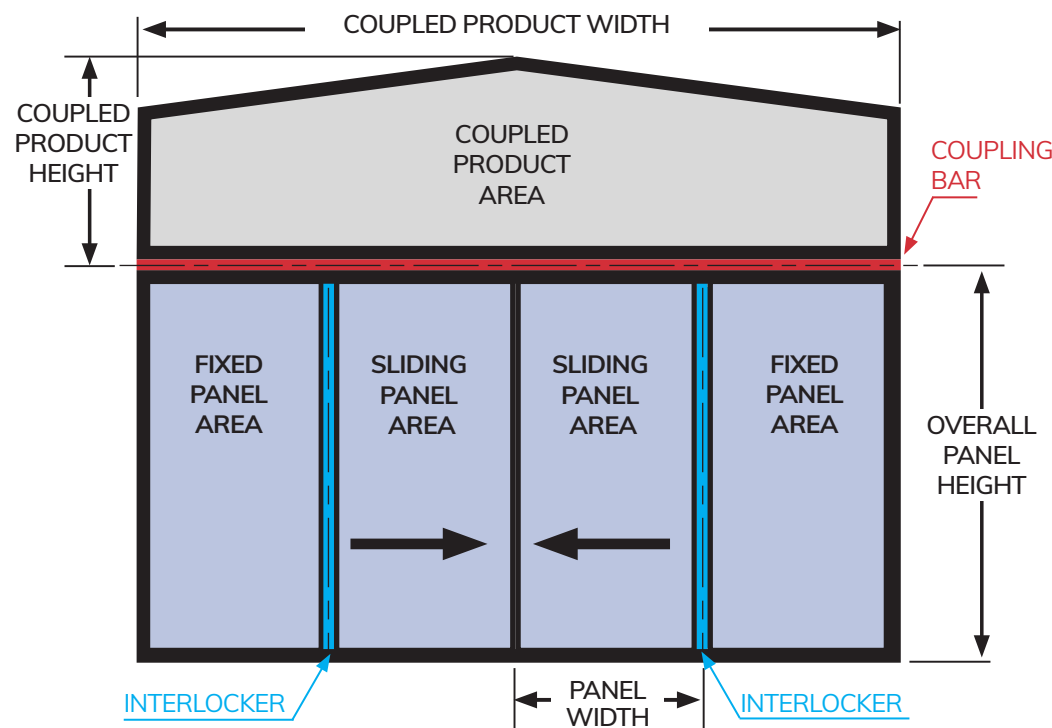 COUPLED PRODUCT WIDTH
COUPLED
PRODUCT
HEIGHT
COUPLED
PRODUCT
AREA
COUPLING
BAR
FIXED
PANEL
AREA
SLIDING
PANEL
AREA
SLIDING
PANEL
AREA
FIXED
PANEL
AREA
OVERALL
PANEL
HEIGHT
INTERLOCKER
PANEL
WIDTH
INTERLOCKER